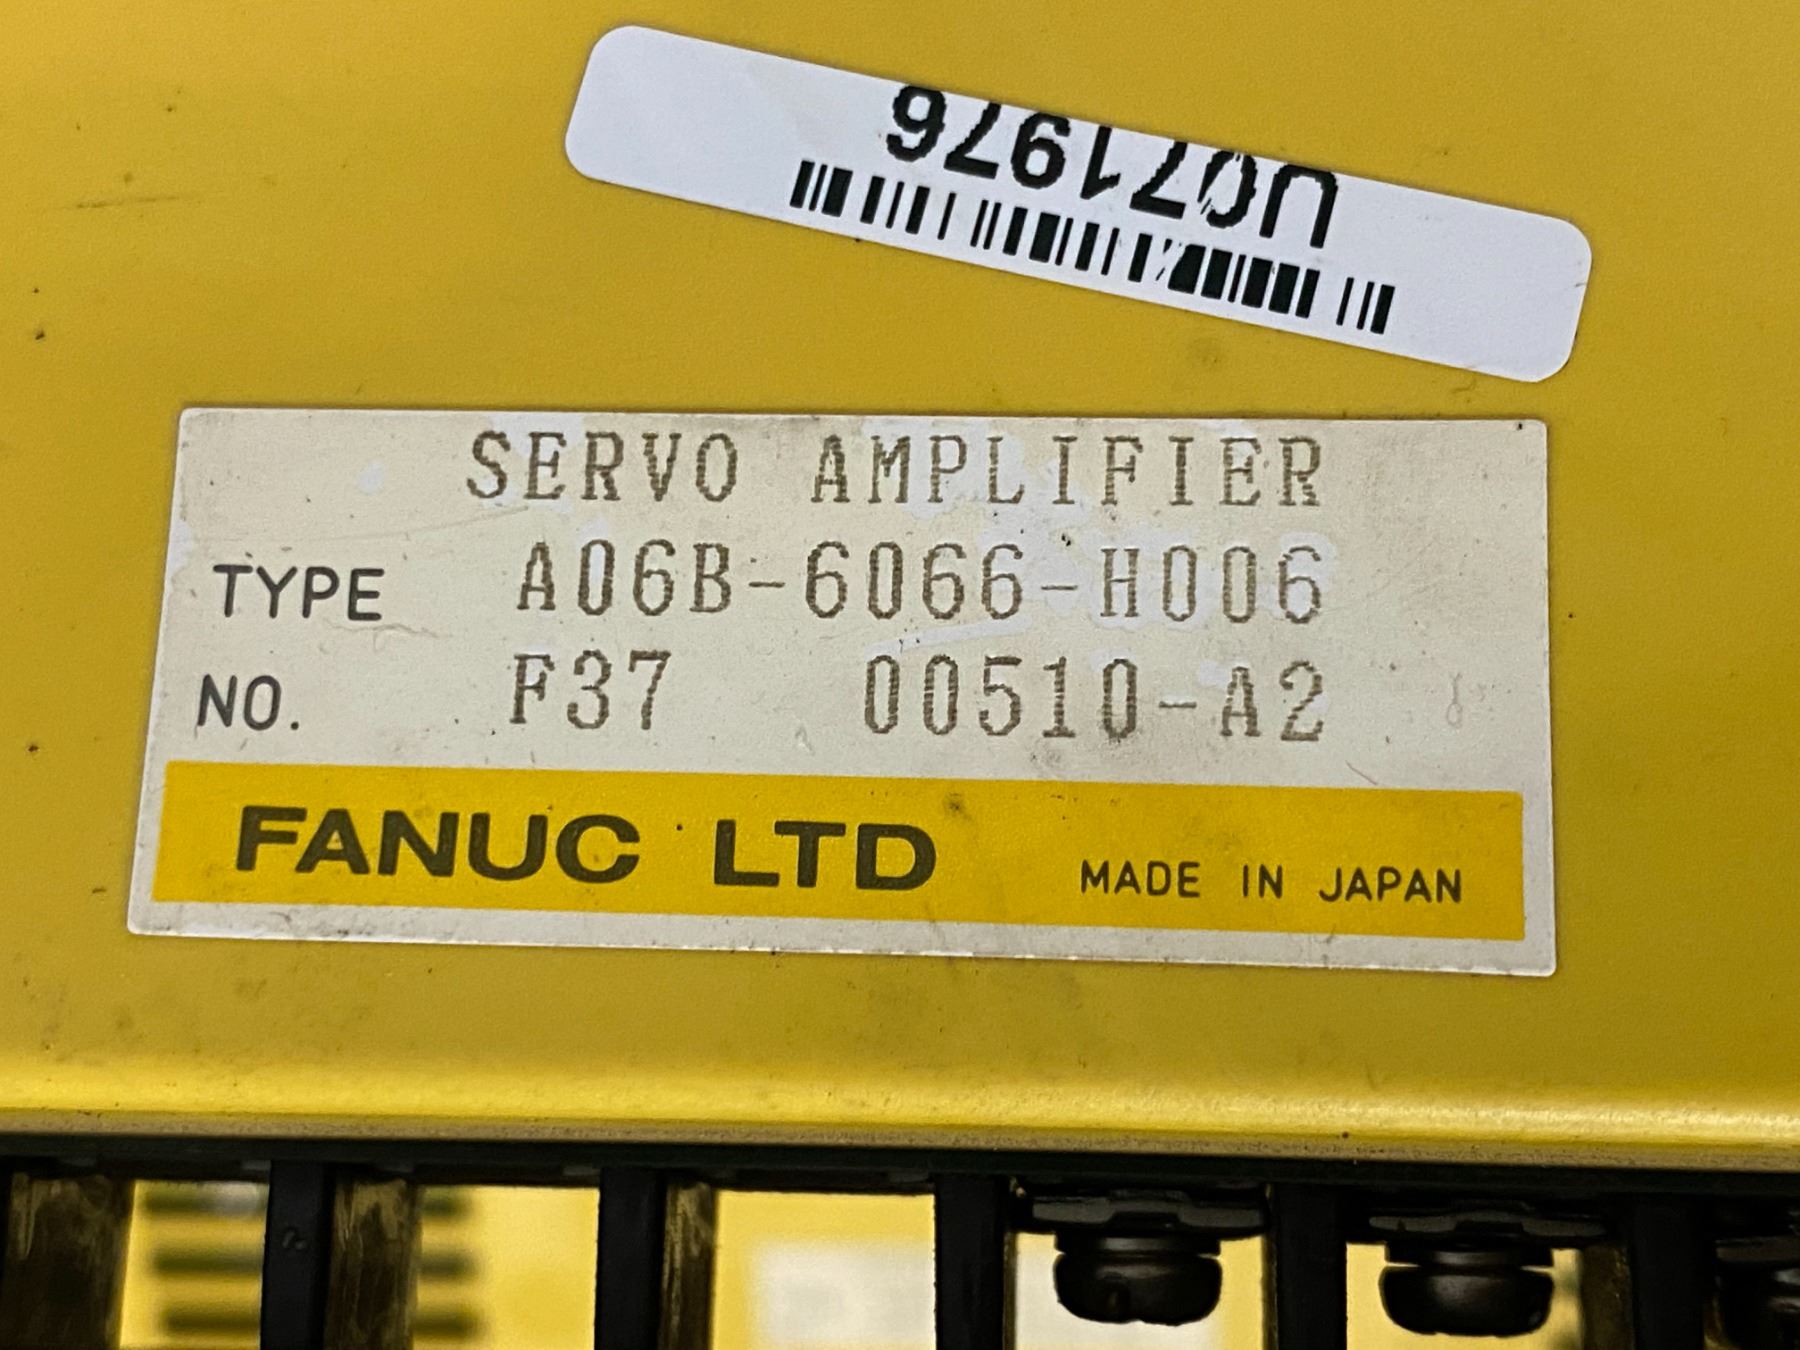 U071976
SERVO AMPLIFIER
TYPE A06B-6066-H006
NO. F37 00510-A2
FANUC LTD MADE IN JAPAN